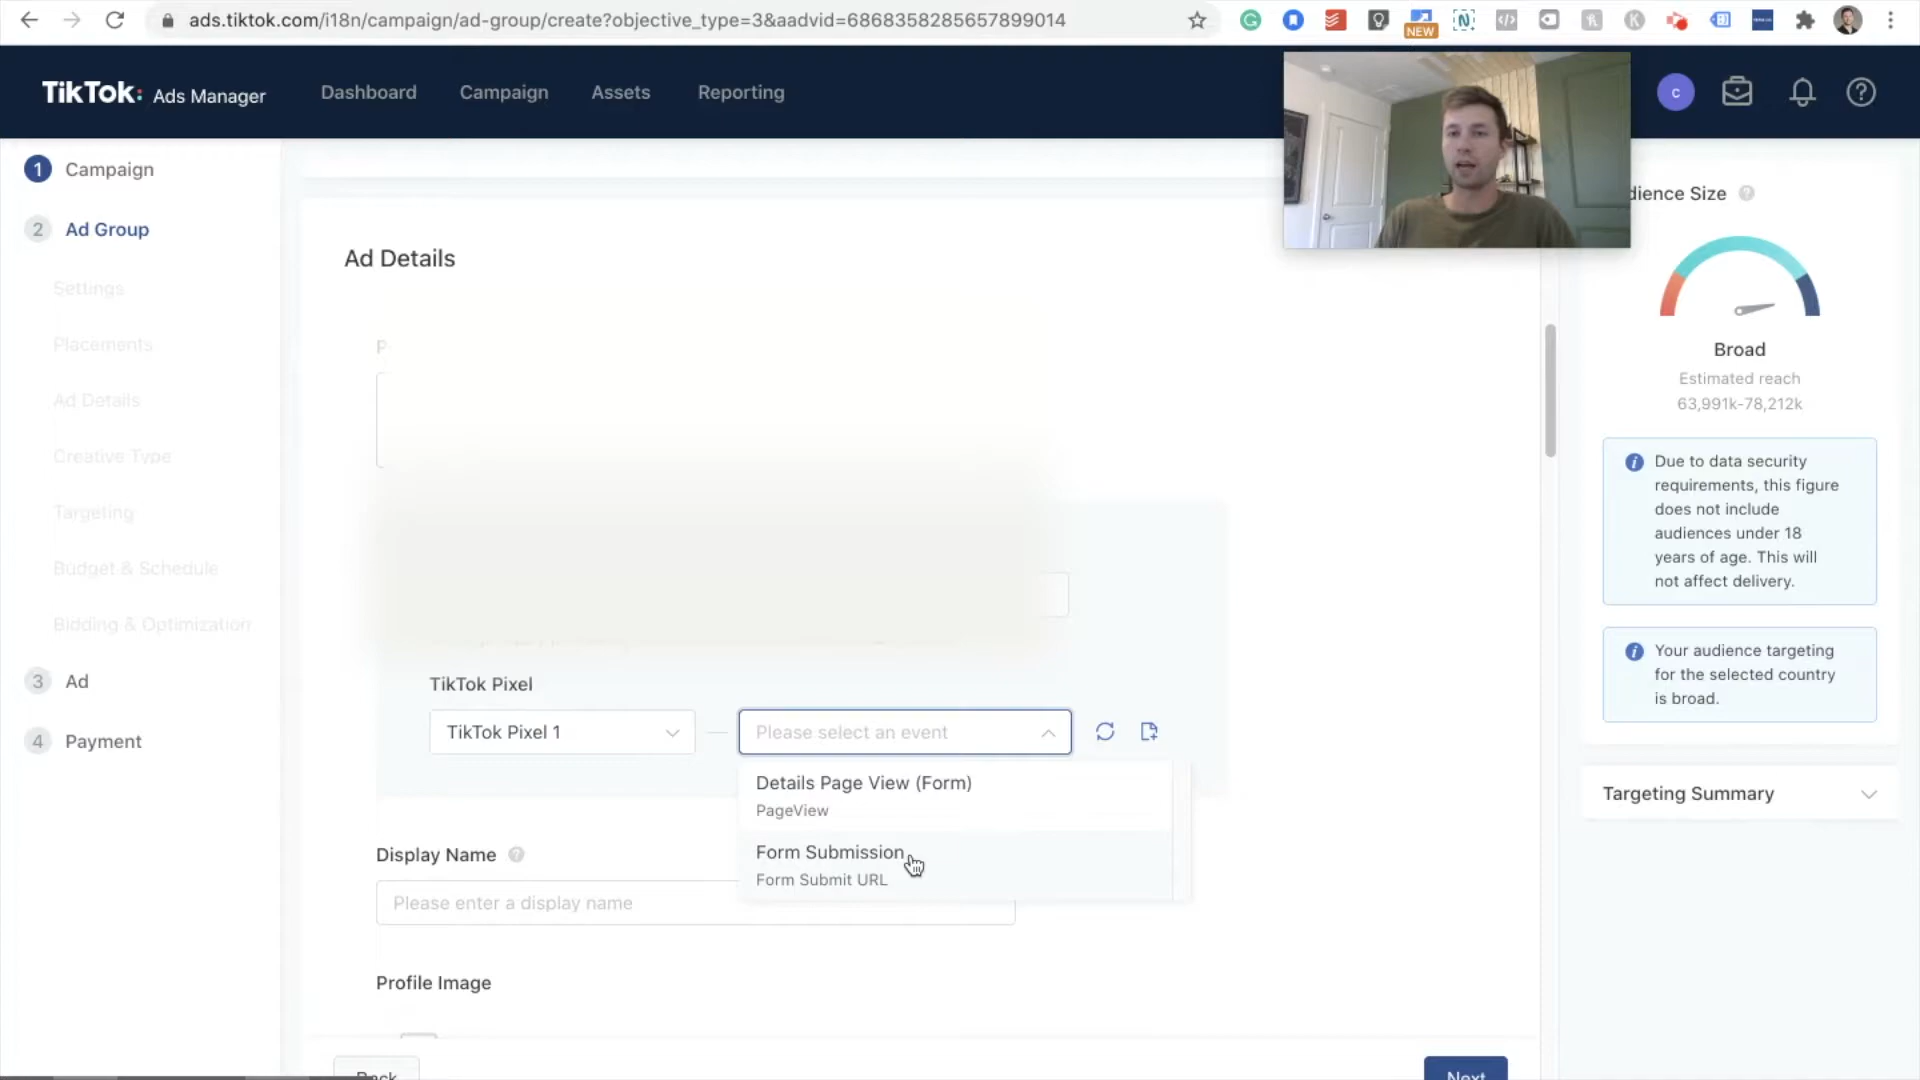 ads.tiktok.com/i18n/campaign/ad-group/create?objective_type=3&aadvid=6868358285657899014
NEW
TikTok: Ads Manager
Dashboard
Campaign
Assets
Reporting
c
1 Campaign
2 Ad Group
Settings
Placements
Ad Details
Creative Type
Targeting
Budget & Schedule
Bidding & Optimization
3 Ad
4 Payment
Ad Details
P
TikTok Pixel
TikTok Pixel 1
Please select an event
Details Page View (Form)
PageView
Form Submission
Form Submit URL
Display Name
Please enter a display name
Profile Image
Back
Next
dience Size
Broad
Estimated reach
63,991k-78,212k
Due to data security
requirements, this figure
does not include
audiences under 18
years of age. This will
not affect delivery.
Your audience targeting
for the selected country
is broad.
Targeting Summary